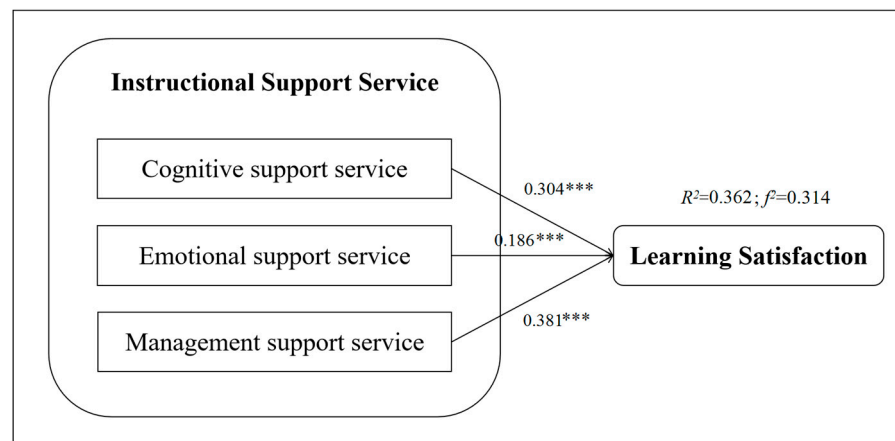 Instructional Support Service
Cognitive support service
0.304***
R²=0.362; f²=0.314
Emotional support service
0.186***
Learning Satisfaction
Management support service
0.381***